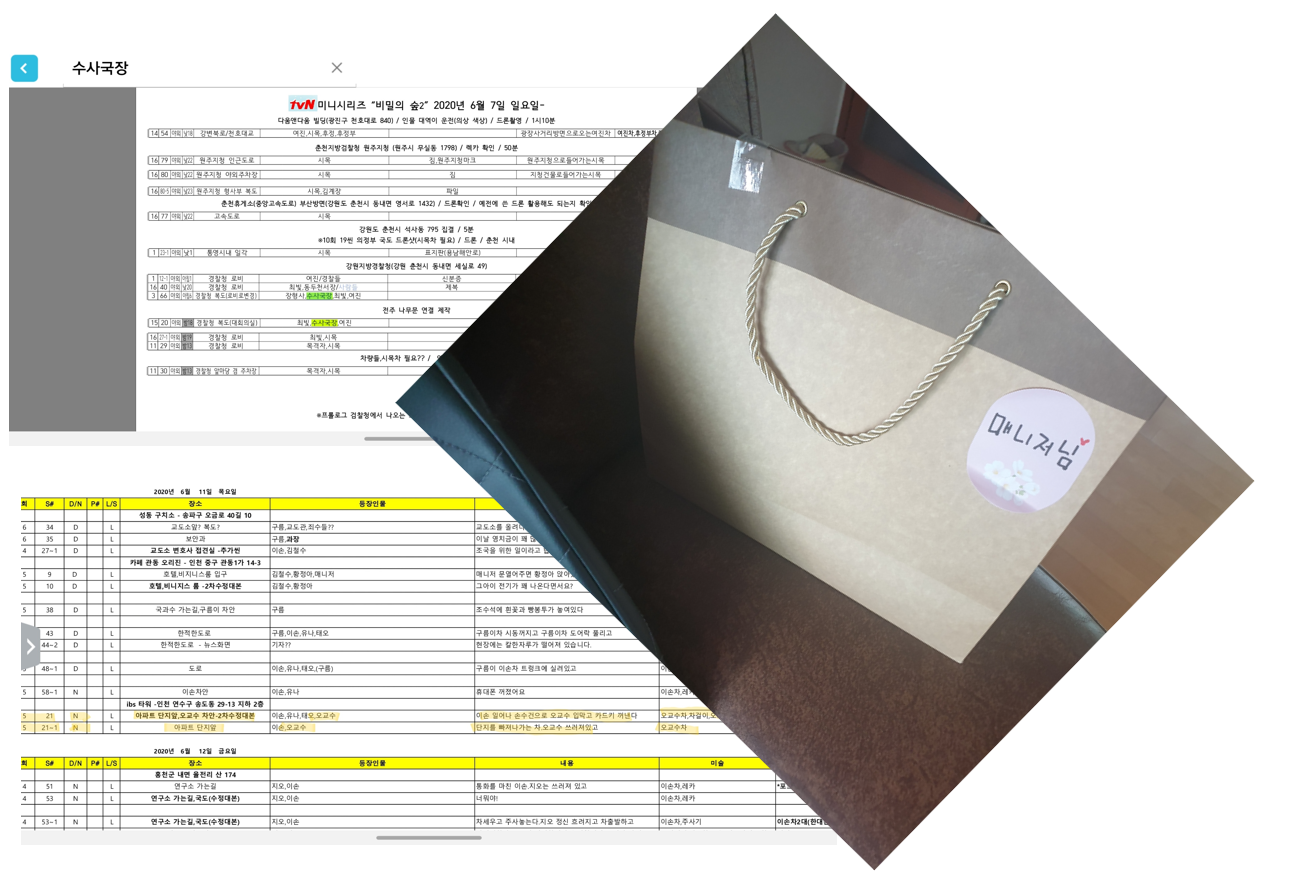 수사국장
tvN 미니시리즈 "비밀의 숲2" 2020년 6월 7일 일요일-
다음앤다음 빌딩(광진구 천호대로 840) / 인물 대역이 운전(의상 색상) / 드론촬영 / 1시10분
14 54 야외 낮18 강변북로/천호대교 여진,시목,후정,후정부 광장사거리방면으로오는여진차 여진차,후정부차
춘천지방검찰청 원주지청 (원주시 무실동 1798) / 렉카 확인 / 50분
16 79 야외 낮22 원주지청 인근도로 시목 짐,원주지청마크 원주지청으로들어가는시목
16 80 야외 낮22 원주지청 야외주차장 시목 짐 지청건물로들어가는시목
16 80-5 야외 낮22 원주지청 형사부 복도 시목,김계장 파일
춘천휴게소(중앙고속도로) 부산방면(강원도 춘천시 동내면 영서로 1432) / 드론확인 / 예전에 쓴 드론 활용해도 되는지 확인
16 77 야외 낮22 고속도로 시목
강원도 춘천시 석사동 795 집결 / 5분
※10회 19씬 의정부 국도 드론샷(시목차 필요) / 드론 / 춘천 시내
1 23-1 야외 낮1 통영시내 일각 시목 표지판(용남해안로)
강원지방경찰청(강원 춘천시 동내면 세실로 49)
1 12-1 야외 경찰청 로비 여진/경찰들 신분증
16 40 야외 낮20 경찰청 로비 최빛,동두천서장/사람들 제복
3 66 야외 경찰청 복도(로비로변경) 장형사,수사국장,최빛,여진
전주 나무문 연결 제작
15 20 야외 경찰청 복도(대회의실) 최빛,수사국장,여진
16 27-1 야외 경찰청 로비 최빛,시목
11 29 야외 밤13 경찰청 로비 목격자,시목
차량들,시목차 필요?? /
11 30 야외 밤13 경찰청 앞마당 겸 주차장 목격자,시목
※프롤로그 검찰청에서 나오는
매니저님
2020년 6월 11일 목요일
회 S# D/N P# L/S 장소 등장인물
성동 구치소 - 송파구 오금로 40길 10
6 34 D L 교도소앞? 복도? 구름,교도관,죄수들?? 교도소를 올려다
6 35 D L 보안과 구름,과장 이날 영치금이 꽤 많
4 27-1 D L 교도소 변호사 접견실 -추가씬 이손,김철수 조국을 위한 일이라고
카페 관동 오리진 - 인천 중구 관동1가 14-3
5 9 D L 호텔,비지니스룸 입구 김철수,황정아,매니저 매니저 문열어주면 황정아 앉아있
5 10 D L 호텔,비니지스 룸 -2차수정대본 김철수,황정아 그아이 전기가 꽤 나온다면서요?
5 38 D L 국과수 가는길,구름이 차안 구름 조수석에 흰꽃과 빵봉투가 놓여있다
43 D L 한적한도로 구름,이손,유나,태오 구름이차 시동꺼지고 구름이차 도어락 풀리고
44-2 D L 한적한도로 - 뉴스화면 기자?? 현장에는 칼한자루가 떨어져 있습니다.
48-1 D L 도로 이손,유나,태오,(구름) 구름이 이손차 트렁크에 실려있고
5 58-1 N L 이손차안 이손,유나 휴대폰 꺼졌어요 이손차,레카
ibs 타워 -인천 연수구 송도동 29-13 지하 2층
5 21 N L 아파트 단지앞,오교수 차안-2차수정대본 이손,유나,태오,오교수 이손 일어나 손수건으로 오교수 입막고 카드키 꺼낸다 오교수차,차걸이,오
5 21-1 N L 아파트 단지앞 이손,오교수 단지를 빠져나가는 차.오교수 쓰러져있고 오교수차
2020년 6월 12일 금요일
회 S# D/N P# L/S 장소 등장인물 내용 미술
홍천군 내면 율전리 산 174
4 51 N L 연구소 가는길 지오,이손 통화를 마친 이손.지오는 쓰러져 있고 이손차,레카
4 53 N L 연구소 가는길,국도(수정대본) 지오,이손 너뭐야! 이손차,레카
4 53-1 N L 연구소 가는길,국도(수정대본) 지오,이손 차세우고 주사놓는다.지오 정신 흐려지고 차출발하고 이손차,주사기 이손차2대(한대는